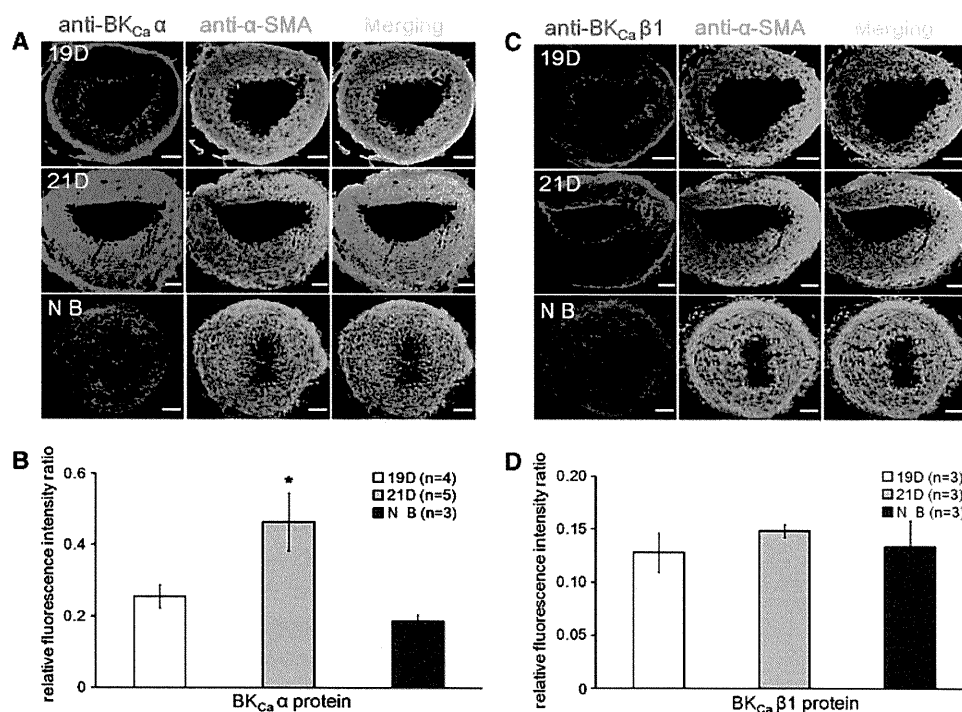 A
anti-BKCa α
anti-α-SMA
Merging
19D
21D
N B
C
anti-BKCa β1
anti-α-SMA
Merging
19D
21D
N B
B
relative fluorescence intensity ratio
0.6
0.4
0.2
0
*
19D (n=4)
21D (n=5)
N B (n=3)
BKCa α protein
D
relative fluorescence intensity ratio
0.20
0.15
0.10
0.05
0
19D (n=3)
21D (n=3)
N B (n=3)
BKCa β1 protein